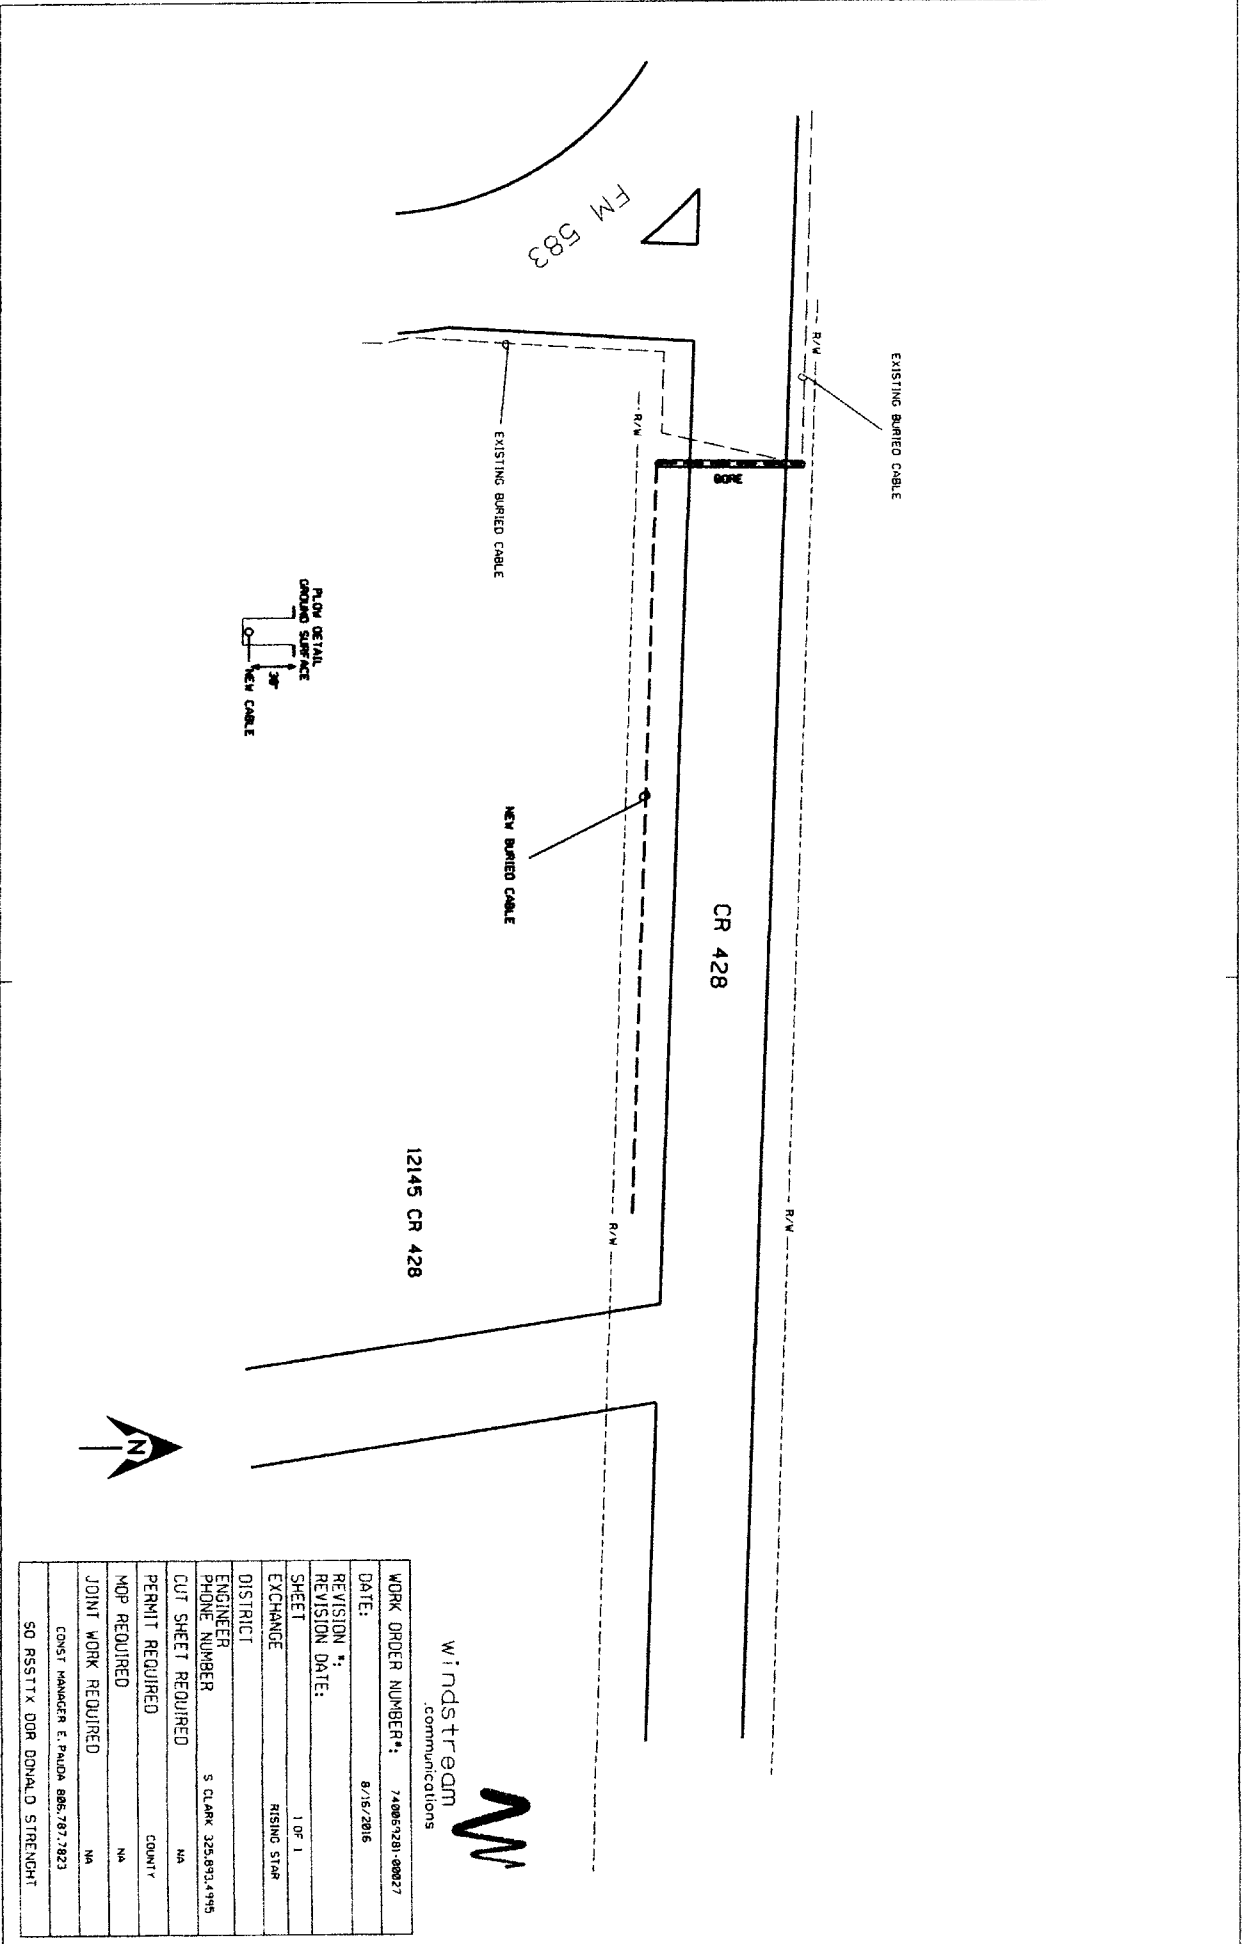 EXISTING BURIED CABLE
R/W
FM 583
R/W
EXISTING BURIED CABLE
BORE
PLOW DETAIL
GROUND SURFACE
30"
NEW CABLE
NEW BURIED CABLE
CR 428
12145 CR 428
R/W
R/W
N
windstream
communications
WORK ORDER NUMBER#: 740069281-00027
DATE: 8/16/2016
REVISION #:
REVISION DATE:
SHEET 1 OF 1
EXCHANGE RISING STAR
DISTRICT
ENGINEER
PHONE NUMBER S CLARK 325.893.4995
CUT SHEET REQUIRED NA
PERMIT REQUIRED COUNTY
MOP REQUIRED NA
JOINT WORK REQUIRED NA
CONST MANAGER E. PAUDA 806.787.7823
SO RSSTTX DOR DONALD STRENGHT